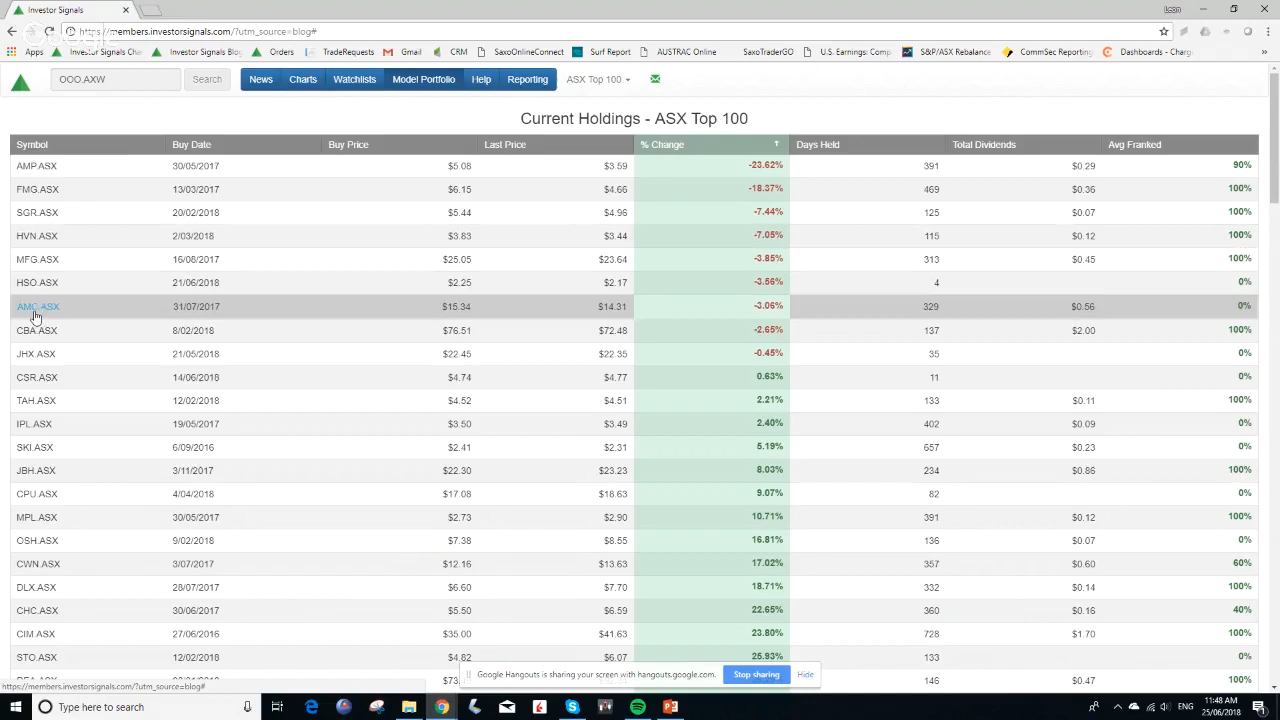 Investor Signals
Leon
https://members.investorsignals.com/?utm_source=blog#
Apps Investor Signals Cha Investor Signals Blog Orders TradeRequests Gmail CRM SaxoOnlineConnect Surf Report AUSTRAC Online SaxoTraderGO U.S. Earnings: Comp S&P/ASX Rebalance CommSec Reporting Dashboards - Charg
OOO.AXW Search News Charts Watchlists Model Portfolio Help Reporting ASX Top 100
Current Holdings - ASX Top 100
Symbol Buy Date Buy Price Last Price % Change Days Held Total Dividends Avg Franked
AMP.ASX 30/05/2017 $5.08 $3.59 -23.62% 391 $0.29 90%
FMG.ASX 13/03/2017 $6.15 $4.66 -18.37% 469 $0.36 100%
SGR.ASX 20/02/2018 $5.44 $4.96 -7.44% 125 $0.07 100%
HVN.ASX 2/03/2018 $3.83 $3.44 -7.05% 115 $0.12 100%
MFG.ASX 16/08/2017 $25.05 $23.64 -3.85% 313 $0.45 100%
HSO.ASX 21/06/2018 $2.25 $2.17 -3.56% 4 0%
AMC.ASX 31/07/2017 $15.34 $14.31 -3.06% 329 $0.56 0%
CBA.ASX 8/02/2018 $76.51 $72.48 -2.65% 137 $2.00 100%
JHX.ASX 21/05/2018 $22.45 $22.35 -0.45% 35 0%
CSR.ASX 14/06/2018 $4.74 $4.77 0.63% 11 0%
TAH.ASX 12/02/2018 $4.52 $4.51 2.21% 133 $0.11 100%
IPL.ASX 19/05/2017 $3.50 $3.49 2.40% 402 $0.09 0%
SKI.ASX 6/09/2016 $2.41 $2.31 5.19% 657 $0.23 0%
JBH.ASX 3/11/2017 $22.30 $23.23 8.03% 234 $0.86 100%
CPU.ASX 4/04/2018 $17.08 $18.63 9.07% 82 0%
MPL.ASX 30/05/2017 $2.73 $2.90 10.71% 391 $0.12 100%
OSH.ASX 9/02/2018 $7.38 $8.55 16.81% 136 $0.07 0%
CWN.ASX 3/07/2017 $12.16 $13.63 17.02% 357 $0.60 60%
DLX.ASX 28/07/2017 $6.60 $7.70 18.71% 332 $0.14 100%
CHC.ASX 30/06/2017 $5.50 $6.59 22.65% 360 $0.16 40%
CIM.ASX 27/06/2016 $35.00 $41.63 23.80% 728 $1.70 100%
STO.ASX 12/02/2018 $4.82 $6.07 25.93% 133 0%
Google Hangouts is sharing your screen with hangouts.google.com. Stop sharing Hide
$73. 146 $0.47 100%
https://members.investorsignals.com/?utm_source=blog#
Type here to search
ENG
11:48 AM
25/06/2018